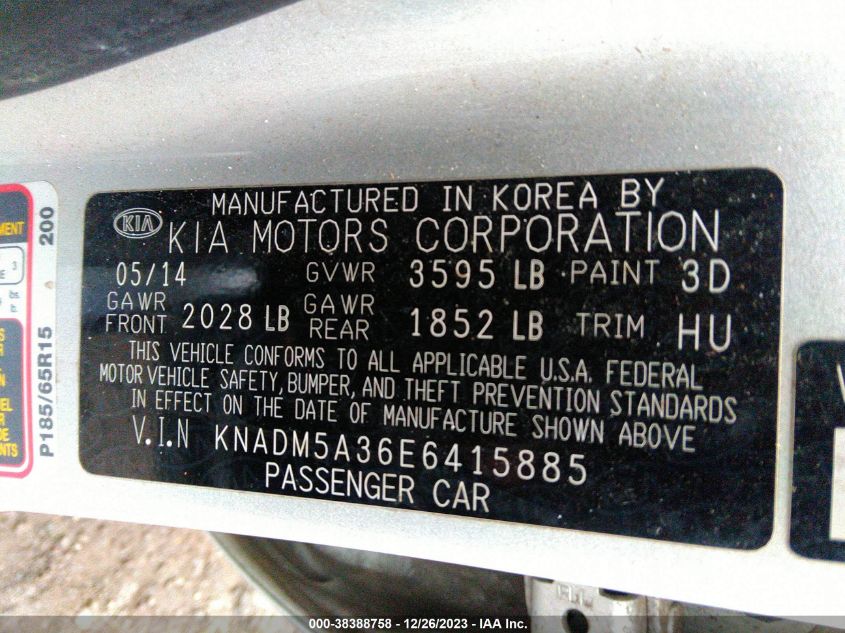 MANUFACTURED IN KOREA BY
KIA
KIA MOTORS CORPORATION
05/14 GVWR 3595 LB PAINT 3D
GAWR FRONT 2028 LB GAWR REAR 1852 LB TRIM HU
THIS VEHICLE CONFORMS TO ALL APPLICABLE U.S.A. FEDERAL
MOTOR VEHICLE SAFETY, BUMPER, AND THEFT PREVENTION STANDARDS
IN EFFECT ON THE DATE OF MANUFACTURE SHOWN ABOVE
V.I.N KNADM5A36E6415885
PASSENGER CAR
P185/65R15 200
000-38388758 - 12/26/2023 - IAA Inc.